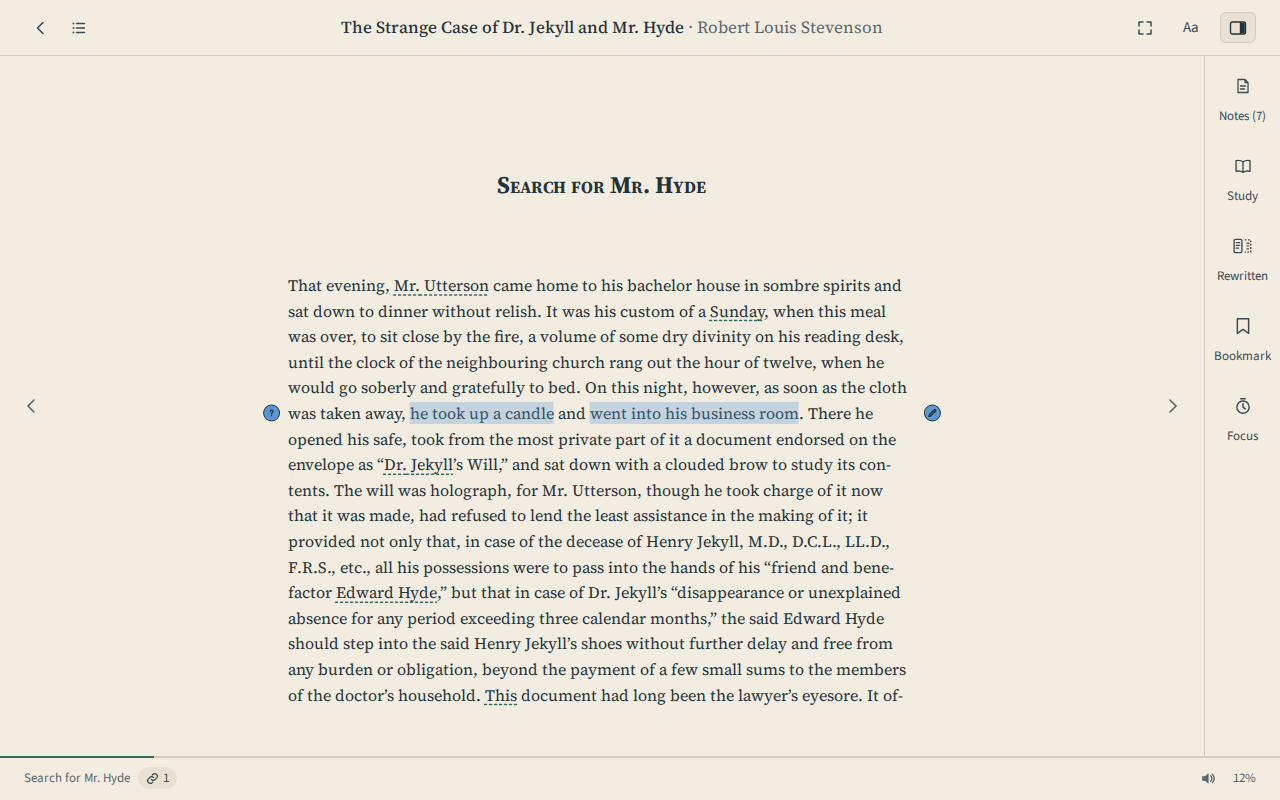 The Strange Case of Dr. Jekyll and Mr. Hyde · Robert Louis Stevenson
Aa
Notes (7)
Study
Rewritten
Bookmark
Focus
Search for Mr. Hyde
That evening, Mr. Utterson came home to his bachelor house in sombre spirits and
sat down to dinner without relish. It was his custom of a Sunday, when this meal
was over, to sit close by the fire, a volume of some dry divinity on his reading desk,
until the clock of the neighbouring church rang out the hour of twelve, when he
would go soberly and gratefully to bed. On this night, however, as soon as the cloth
was taken away, he took up a candle and went into his business room. There he
opened his safe, took from the most private part of it a document endorsed on the
envelope as “Dr. Jekyll’s Will,” and sat down with a clouded brow to study its con-
tents. The will was holograph, for Mr. Utterson, though he took charge of it now
that it was made, had refused to lend the least assistance in the making of it; it
provided not only that, in case of the decease of Henry Jekyll, M.D., D.C.L., LL.D.,
F.R.S., etc., all his possessions were to pass into the hands of his “friend and bene-
factor Edward Hyde,” but that in case of Dr. Jekyll’s “disappearance or unexplained
absence for any period exceeding three calendar months,” the said Edward Hyde
should step into the said Henry Jekyll’s shoes without further delay and free from
any burden or obligation, beyond the payment of a few small sums to the members
of the doctor’s household. This document had long been the lawyer’s eyesore. It of-
Search for Mr. Hyde
1
12%